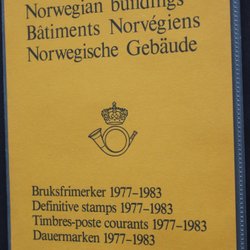 Norwegian buildings
Bâtiments Norvégiens
Norwegische Gebäude
Bruksfrimerker 1977-1983
Definitive stamps 1977-1983
Timbres-poste courants 1977-1983
Dauermarken 1977-1983